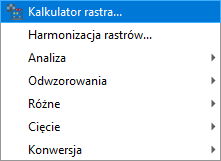 Kalkulator rastra...
Harmonizacja rastrów...
Analiza
Odwzorowania
Różne
Cięcie
Konwersja